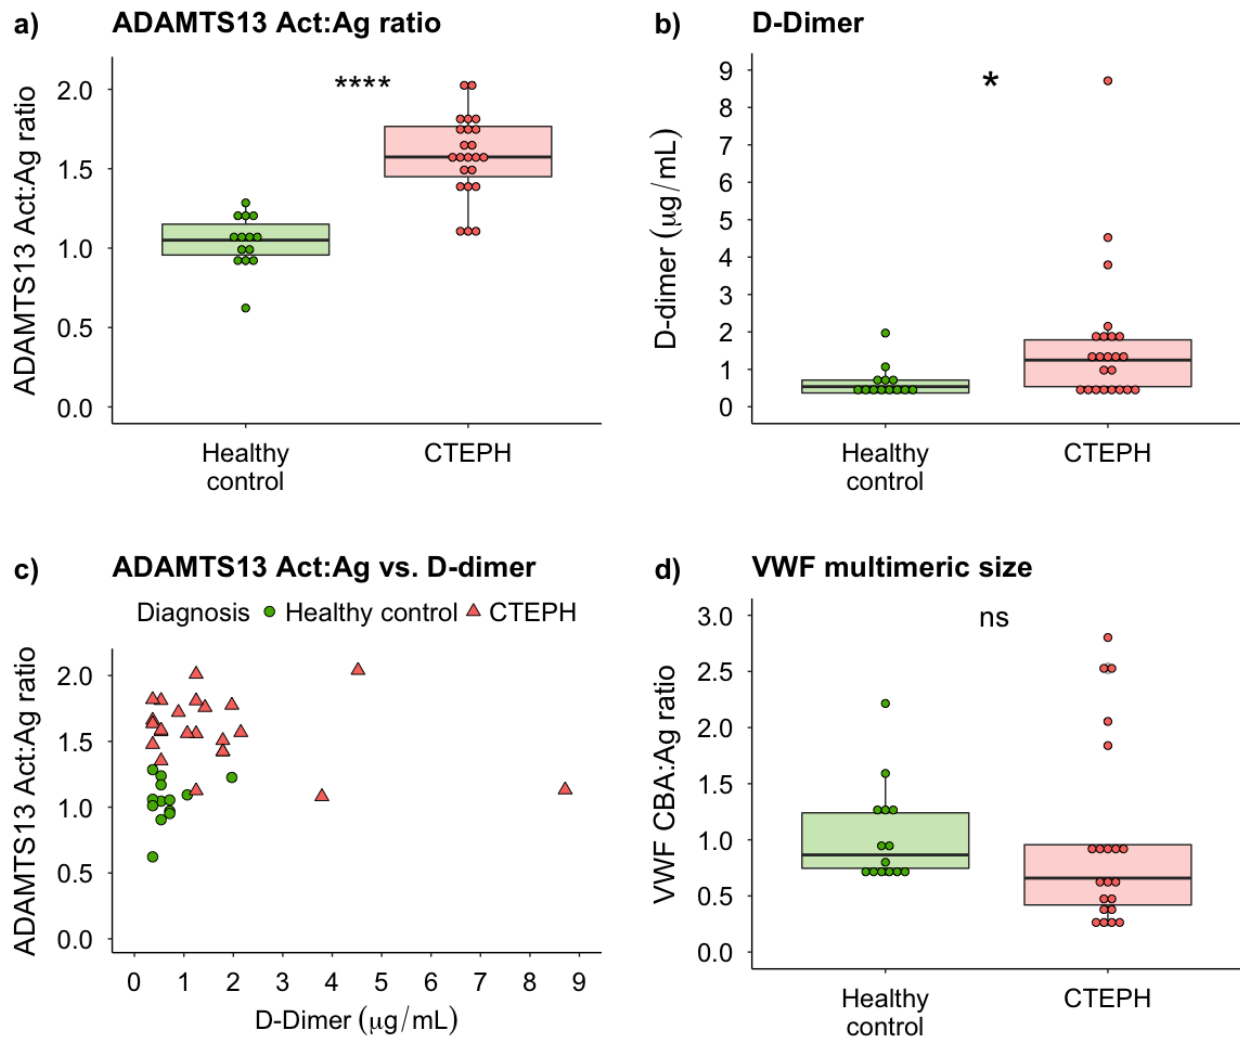 a) ADAMTS13 Act:Ag ratio
ADAMTS13 Act:Ag ratio
2.0
1.5
1.0
0.5
0.0
****
Healthy
control
CTEPH
b) D-Dimer
D-dimer (μg/mL)
9
8
7
6
5
4
3
2
1
0
*
Healthy
control
CTEPH
c) ADAMTS13 Act:Ag vs. D-dimer
Diagnosis Healthy control CTEPH
ADAMTS13 Act:Ag ratio
2.0
1.5
1.0
0.5
0.0
0 1 2 3 4 5 6 7 8 9
D-Dimer (μg/mL)
d) VWF multimeric size
VWF CBA:Ag ratio
3.0
2.5
2.0
1.5
1.0
0.5
0.0
ns
Healthy
control
CTEPH